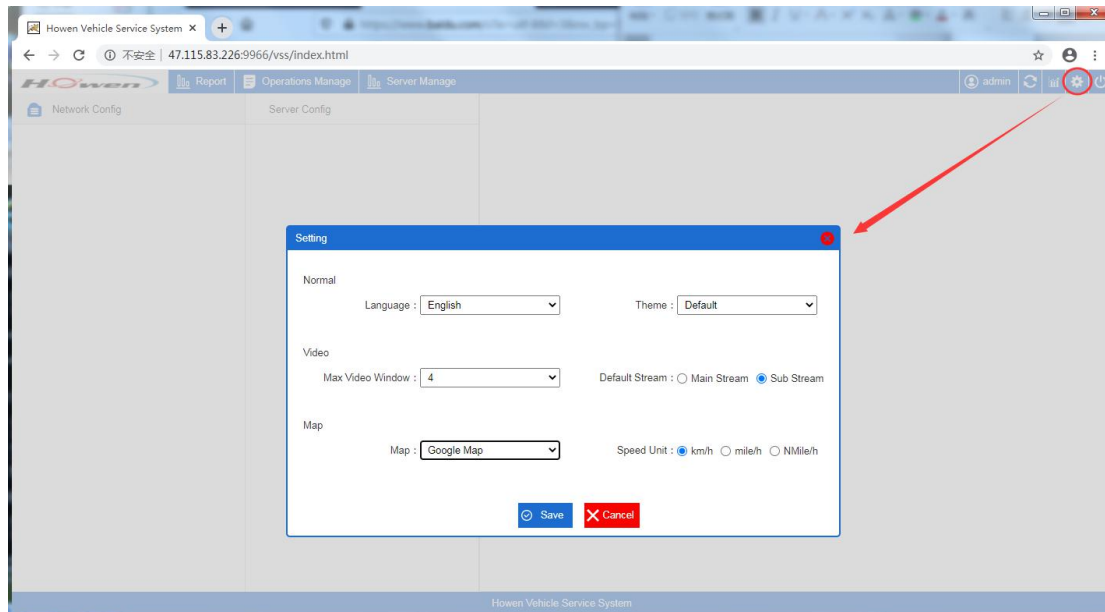 Howen Vehicle Service System
不安全 | 47.115.83.226:9966/vss/index.html
HOwen Report Operations Manage Server Manage admin
Network Config Server Config
Setting
Normal
Language : English Theme : Default
Video
Max Video Window : 4 Default Stream : Main Stream Sub Stream
Map
Map : Google Map Speed Unit : km/h mile/h NMile/h
Save Cancel
Howen Vehicle Service System